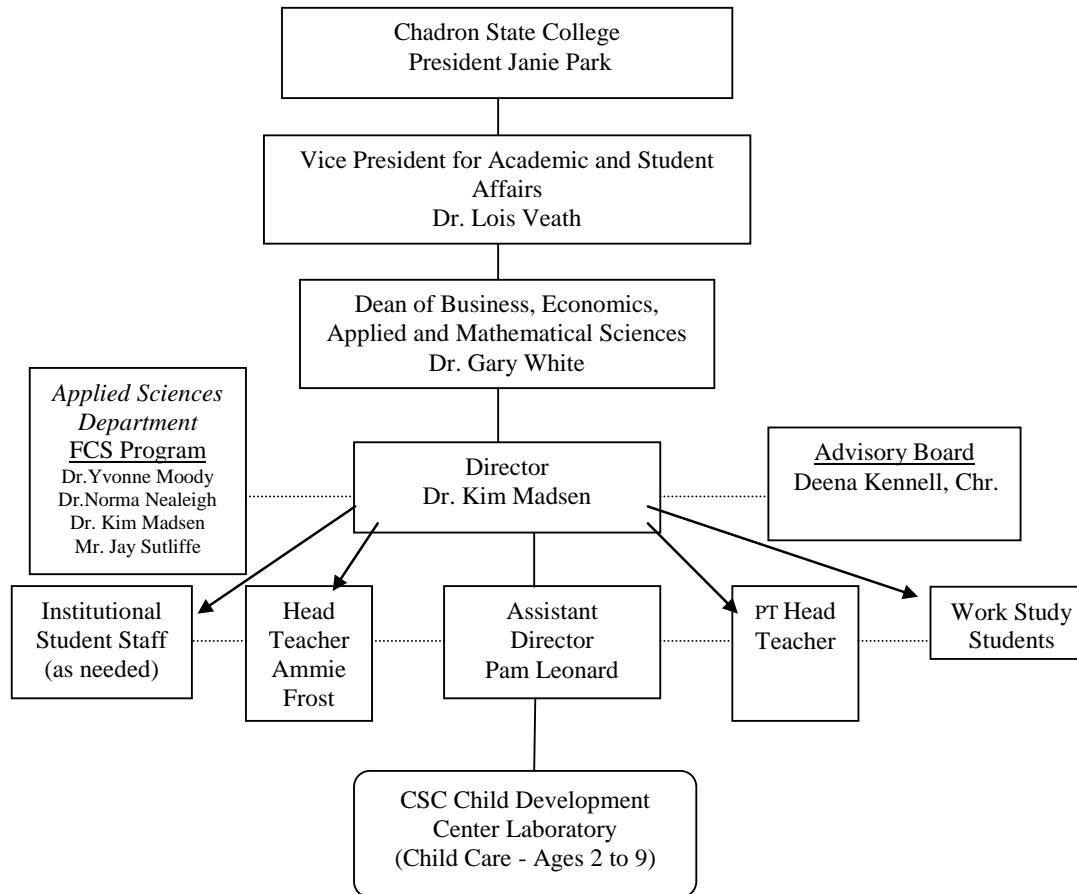 Chadron State College
President Janie Park
Vice President for Academic and Student
Affairs
Dr. Lois Veath
Dean of Business, Economics,
Applied and Mathematical Sciences
Dr. Gary White
Applied Sciences
Department
FCS Program
Dr.Yvonne Moody
Dr.Norma Nealeigh
Dr. Kim Madsen
Mr. Jay Sutliffe
Director
Dr. Kim Madsen
Advisory Board
Deena Kennell, Chr.
Institutional
Student Staff
(as needed)
Head
Teacher
Ammie
Frost
Assistant
Director
Pam Leonard
PT Head
Teacher
Work Study
Students
CSC Child Development
Center Laboratory
(Child Care - Ages 2 to 9)